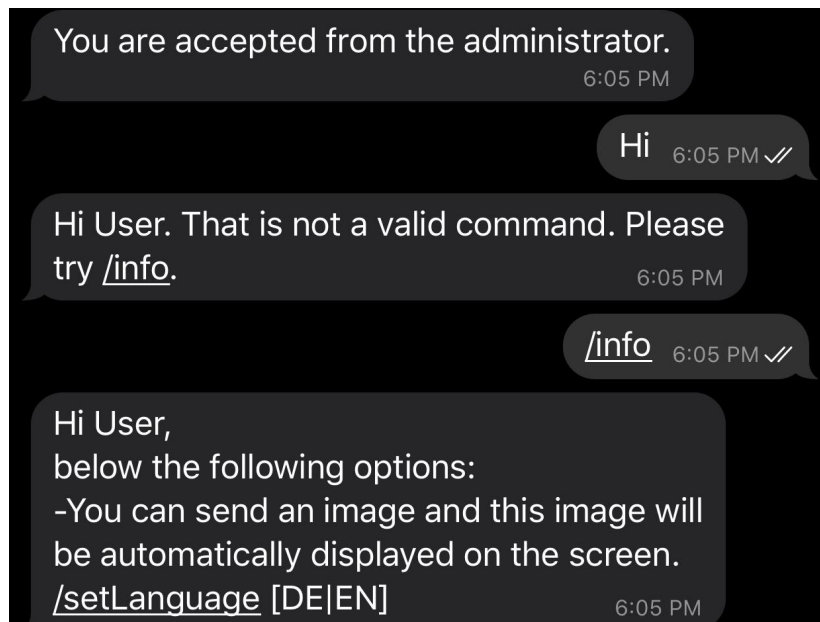 You are accepted from the administrator.
6:05 PM
Hi 6:05 PM
Hi User. That is not a valid command. Please
try /info. 6:05 PM
/info 6:05 PM
Hi User,
below the following options:
-You can send an image and this image will
be automatically displayed on the screen.
/setLanguage [DE|EN] 6:05 PM